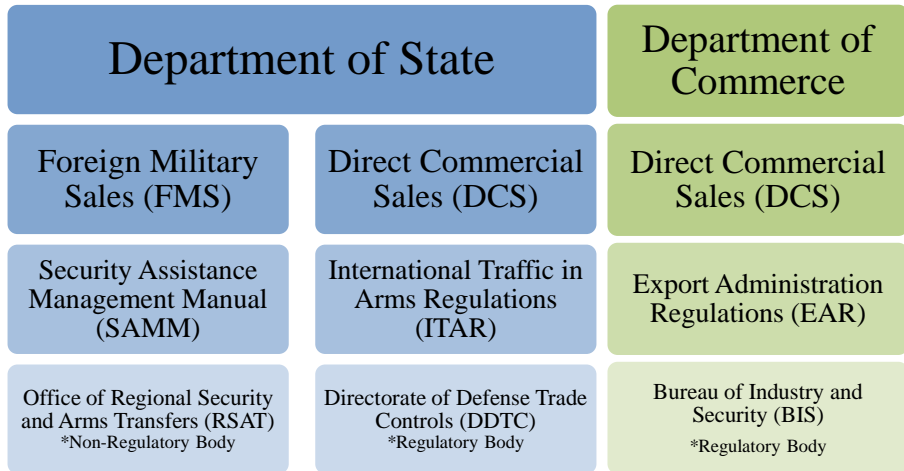 Department of State
Department of
Commerce
Foreign Military
Sales (FMS)
Direct Commercial
Sales (DCS)
Direct Commercial
Sales (DCS)
Security Assistance
Management Manual
(SAMM)
International Traffic in
Arms Regulations
(ITAR)
Export Administration
Regulations (EAR)
Office of Regional Security
and Arms Transfers (RSAT)
*Non-Regulatory Body
Directorate of Defense Trade
Controls (DDTC)
*Regulatory Body
Bureau of Industry and
Security (BIS)
*Regulatory Body